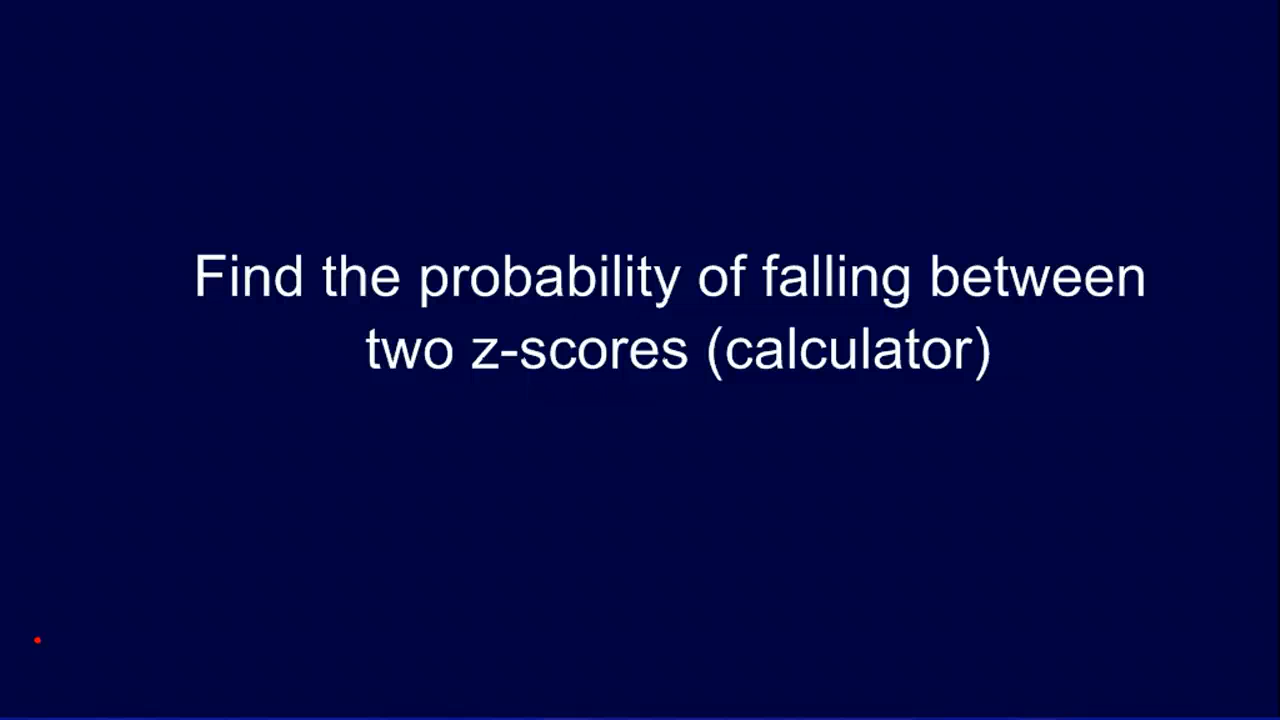 Find the probability of falling between
two z-scores (calculator)